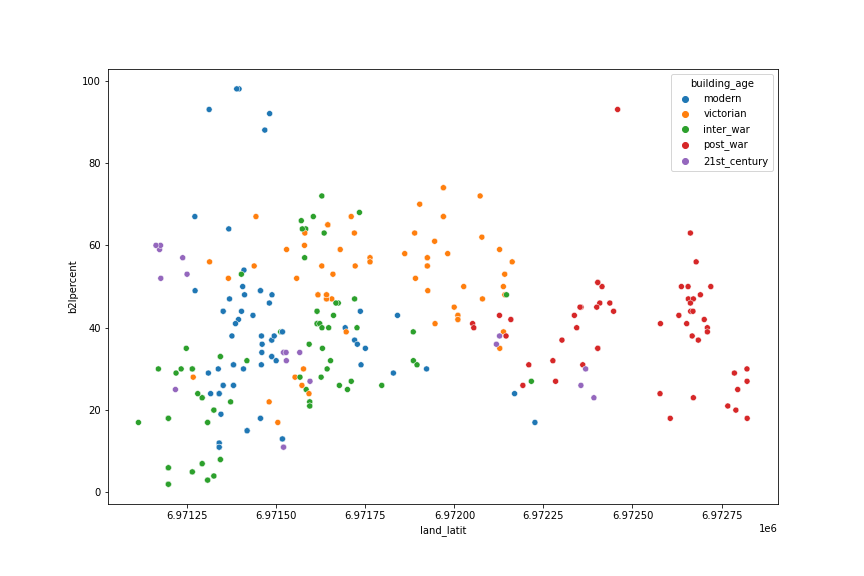 building_age
modern
victorian
inter_war
post_war
21st_century
100
80
60
40
20
0
b2lpercent
6.97125 6.97150 6.97175 6.97200 6.97225 6.97250 6.97275
1e6
land_latit